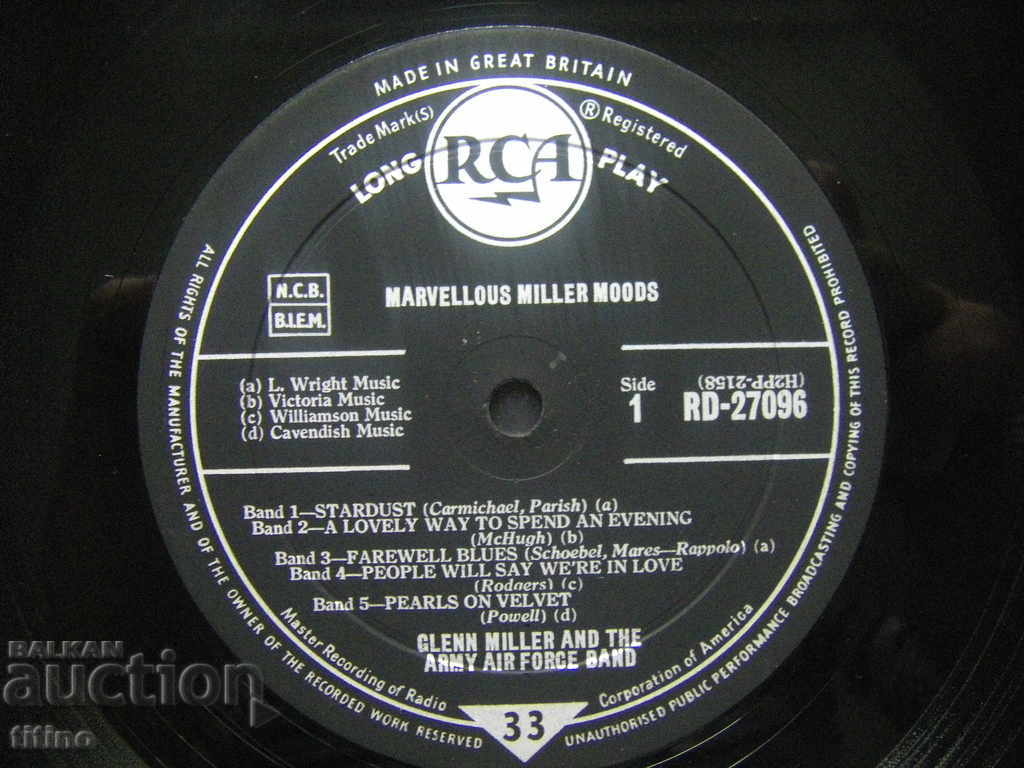 MADE IN GREAT BRITAIN
Trade Mark(s) ® Registered
LONG RCA PLAY
N.C.B.
B.I.E.M.
MARVELLOUS MILLER MOODS
(a) L. Wright Music
(b) Victoria Music
(c) Williamson Music
(d) Cavendish Music
Side
1
(H2PP-2158)
RD-27096
Band 1—STARDUST (Carmichael, Parish) (a)
Band 2—A LOVELY WAY TO SPEND AN EVENING
(McHugh) (b)
Band 3—FAREWELL BLUES (Schoebel, Mares—Rappolo) (a)
Band 4—PEOPLE WILL SAY WE'RE IN LOVE
(Rodgers) (c)
Band 5—PEARLS ON VELVET
(Powell) (d)
GLENN MILLER AND THE
ARMY AIR FORCE BAND
Master Recording of Radio Corporation of America
33
ALL RIGHTS OF THE MANUFACTURER AND OF THE OWNER OF THE RECORDED WORK RESERVED
UNAUTHORISED PUBLIC PERFORMANCE BROADCASTING AND COPYING OF THIS RECORD PROHIBITED
BALKAN
auction
titino